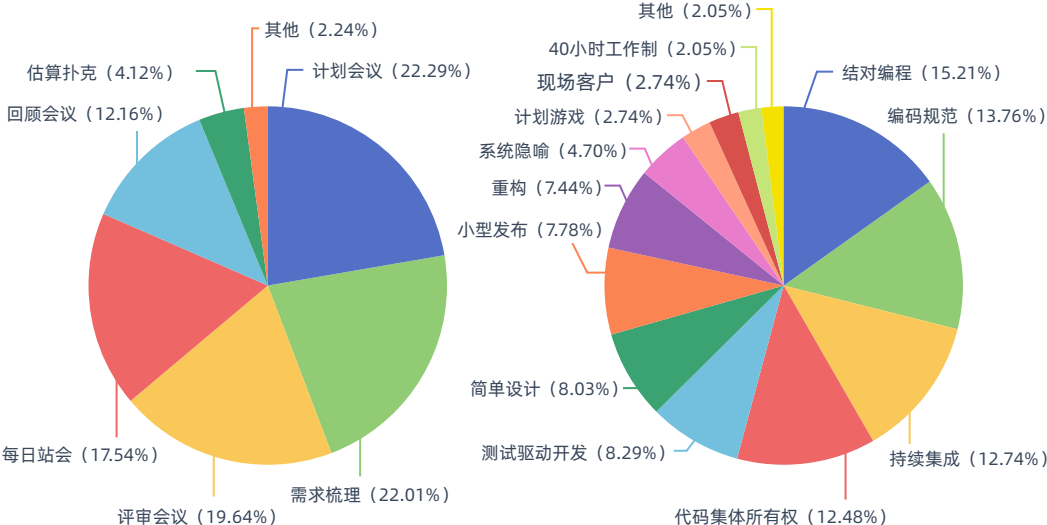 其他（2.24%）
计划会议（22.29%）
估算扑克（4.12%）
回顾会议（12.16%）
每日站会（17.54%）
需求梳理（22.01%）
评审会议（19.64%）
其他（2.05%）
40小时工作制（2.05%）
现场客户（2.74%）
结对编程（15.21%）
计划游戏（2.74%）
编码规范（13.76%）
系统隐喻（4.70%）
重构（7.44%）
小型发布（7.78%）
简单设计（8.03%）
测试驱动开发（8.29%）
持续集成（12.74%）
代码集体所有权（12.48%）